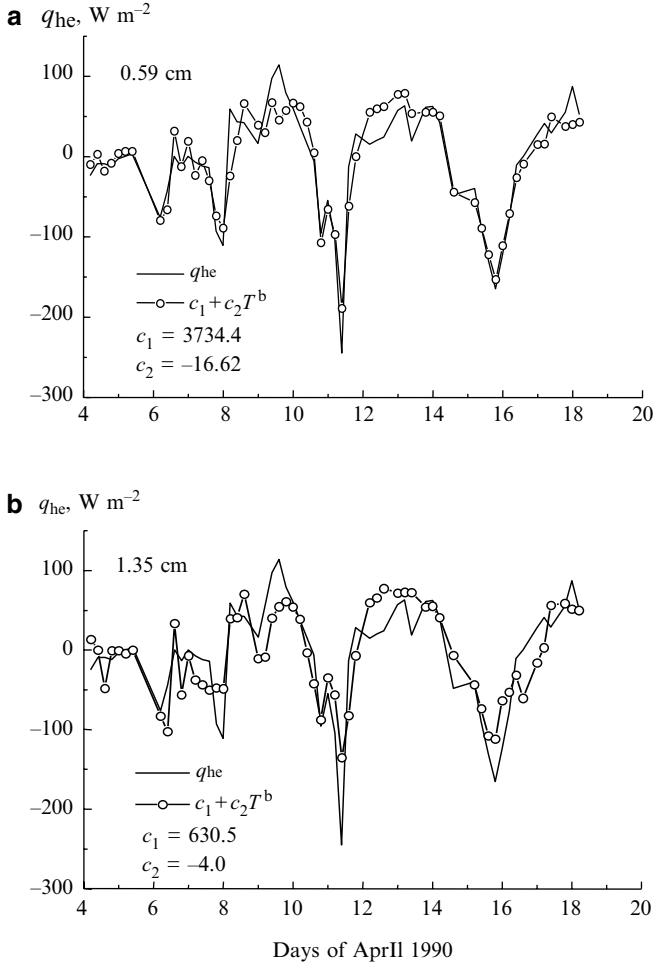 a q_he, W m^–2
0.59 cm
100
0
–100
–200
–300
q_he
c_1 + c_2 T^b
c_1 = 3734.4
c_2 = –16.62
4 6 8 10 12 14 16 18 20
b q_he, W m^–2
1.35 cm
100
0
–100
–200
–300
q_he
c_1 + c_2 T^b
c_1 = 630.5
c_2 = –4.0
4 6 8 10 12 14 16 18 20
Days of AprIl 1990